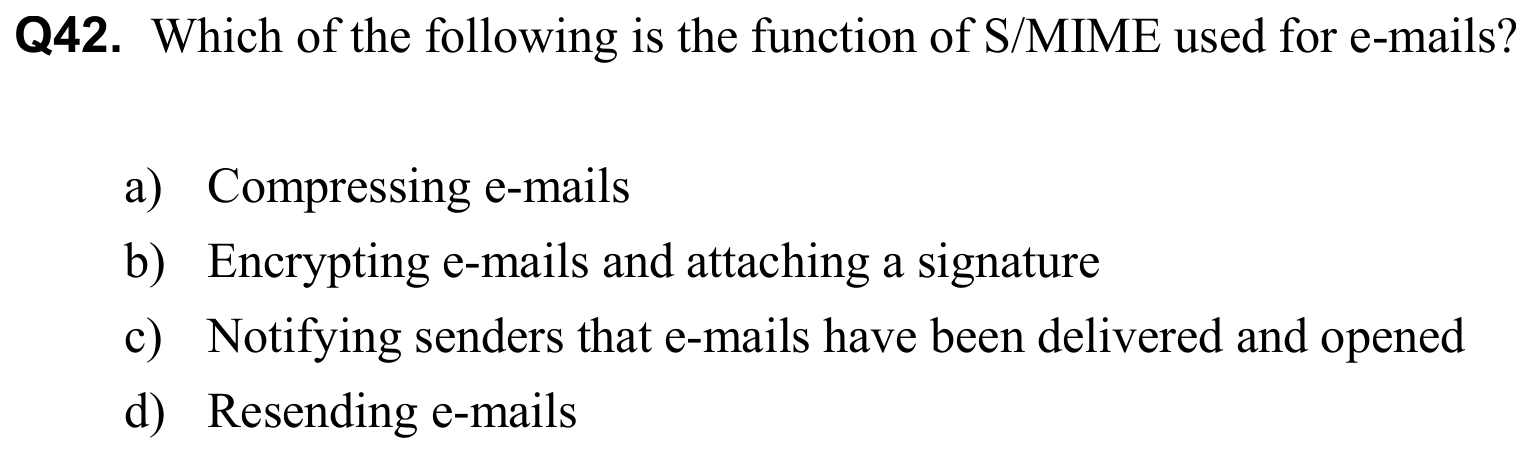 Q42. Which of the following is the function of S/MIME used for e-mails?
a) Compressing e-mails
b) Encrypting e-mails and attaching a signature
c) Notifying senders that e-mails have been delivered and opened
d) Resending e-mails